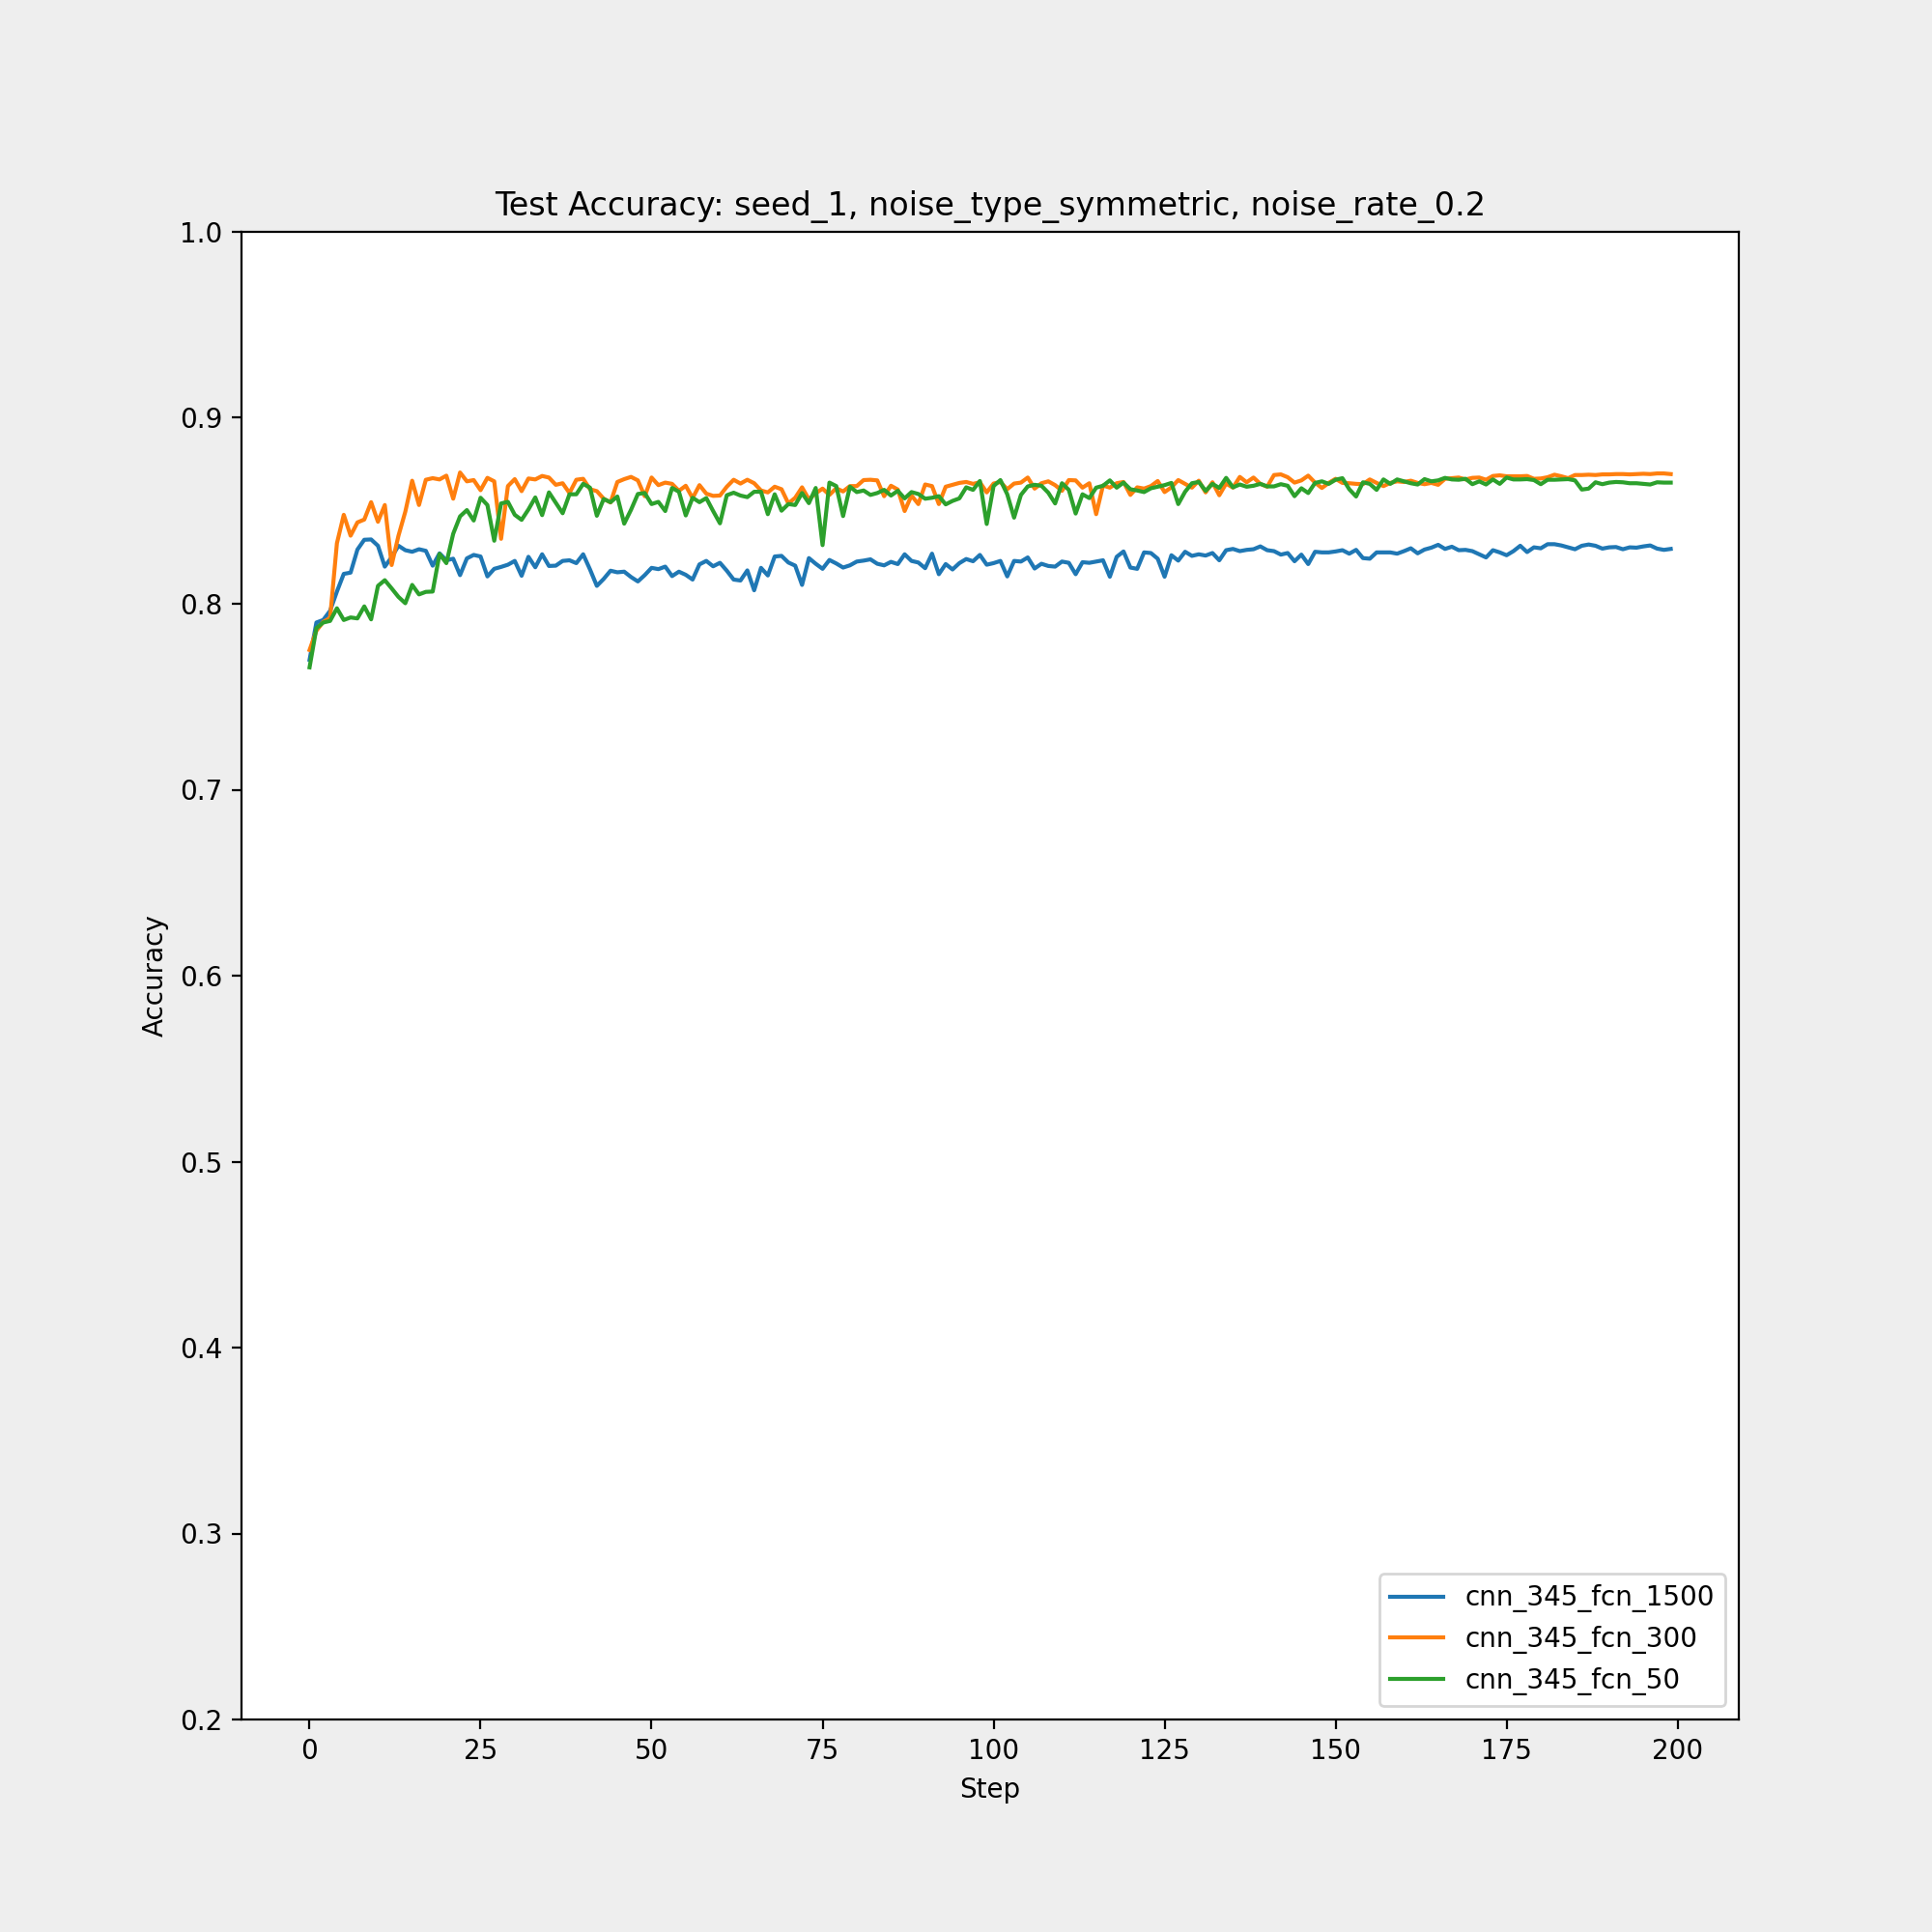 Test Accuracy: seed_1, noise_type_symmetric, noise_rate_0.2
1.0
0.9
0.8
0.7
0.6
0.5
0.4
0.3
0.2
Accuracy
0 25 50 75 100 125 150 175 200
Step
cnn_345_fcn_1500
cnn_345_fcn_300
cnn_345_fcn_50